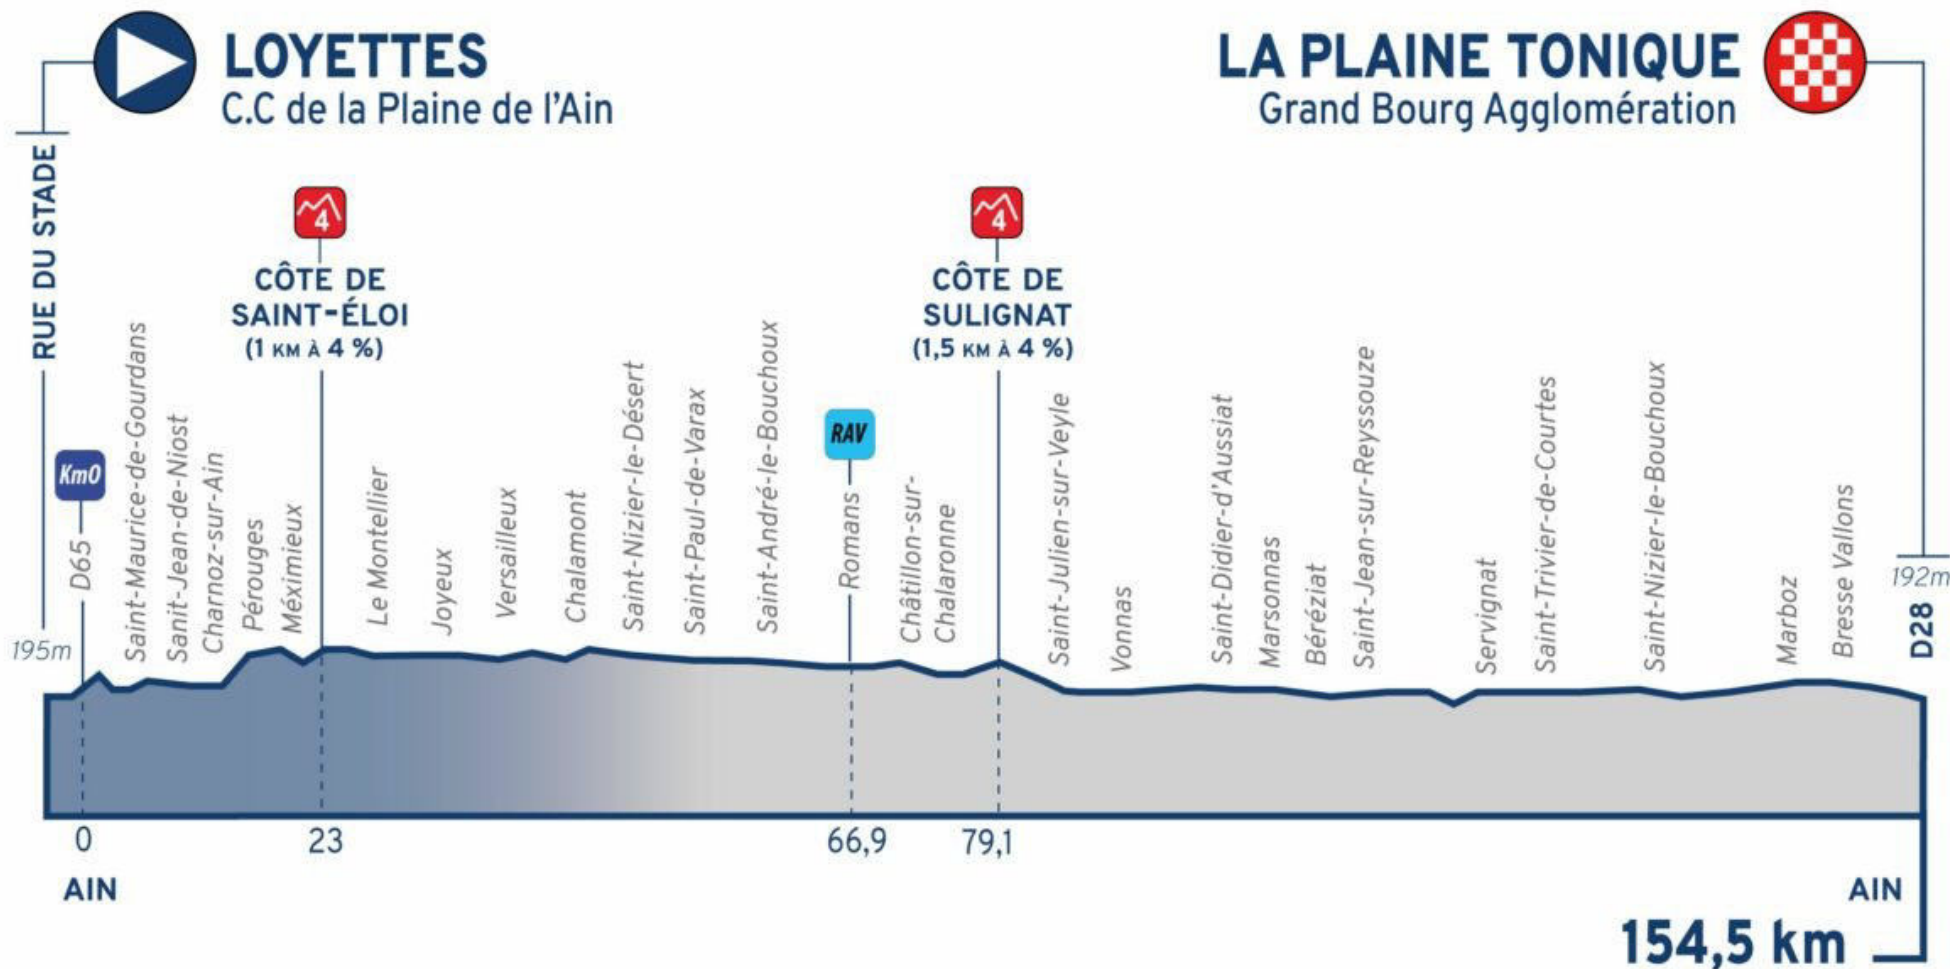 LOYETTES
C.C de la Plaine de l'Ain
LA PLAINE TONIQUE
Grand Bourg Agglomération
RUE DU STADE
195m
Km0
D65
Saint-Maurice-de-Gourdans
Sanit-Jean-de-Niost
Charnoz-sur-Ain
Pérouges
Méximieux
4
CÔTE DE
SAINT-ÉLOI
(1 KM À 4 %)
Le Montellier
Joyeux
Versailleux
Chalamont
Saint-Nizier-le-Désert
Saint-Paul-de-Varax
Saint-André-le-Bouchoux
RAV
Romans
Châtillon-sur-
Chalaronne
4
CÔTE DE
SULIGNAT
(1,5 KM À 4 %)
Saint-Julien-sur-Veyle
Vonnas
Saint-Didier-d'Aussiat
Marsonnas
Béréziat
Saint-Jean-sur-Reyssouze
Servignat
Saint-Trivier-de-Courtes
Saint-Nizier-le-Bouchoux
Marboz
Bresse Vallons
192m
D28
0
23
66,9
79,1
AIN
AIN
154,5 km